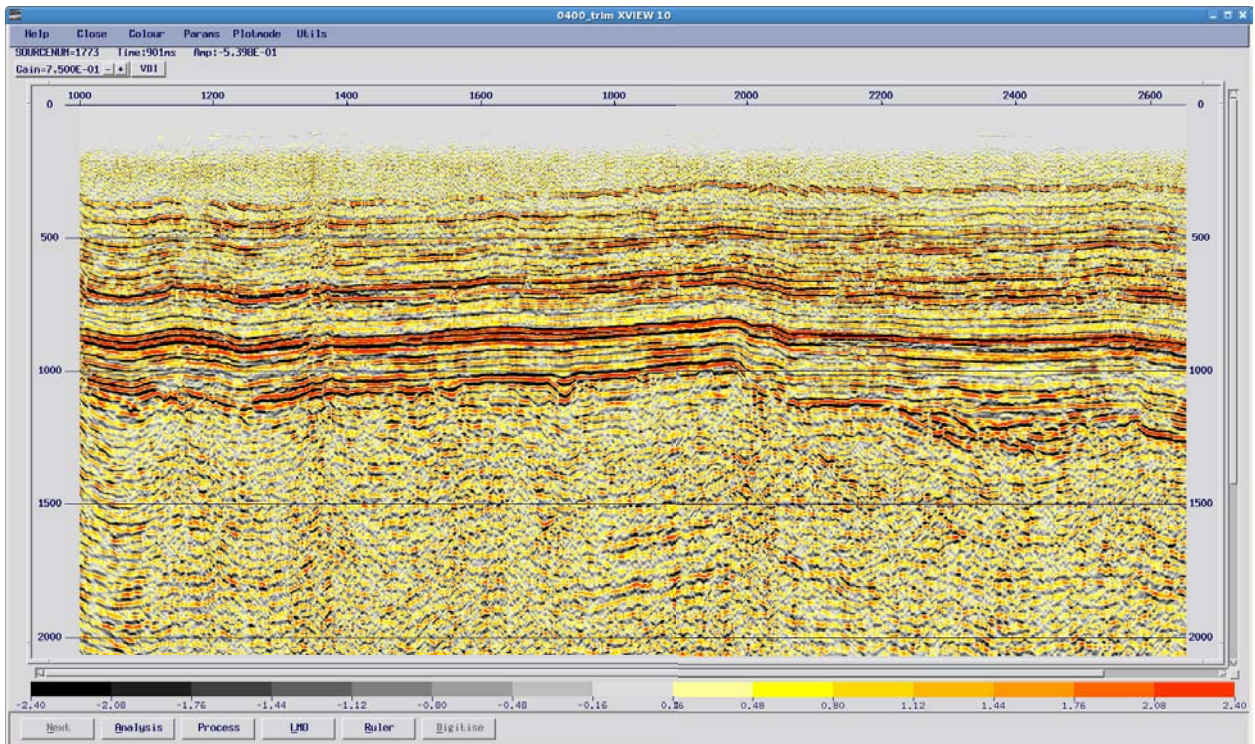 0400_trim XVIEW 10
Help Close Colour Params Plotmode Utils
SOURCENUM=1773 Time:901ms Amp:-5.398E-01
Gain=7.500E-01 - + VDI
1000 1200 1400 1600 1800 2000 2200 2400 2600
0 0
500 500
1000 1000
1500 1500
2000 2000
-2.40 -2.08 -1.76 -1.44 -1.12 -0.80 -0.48 -0.16 0.16 0.48 0.80 1.12 1.44 1.76 2.08 2.40
Next Analysis Process LMO Ruler Digitise